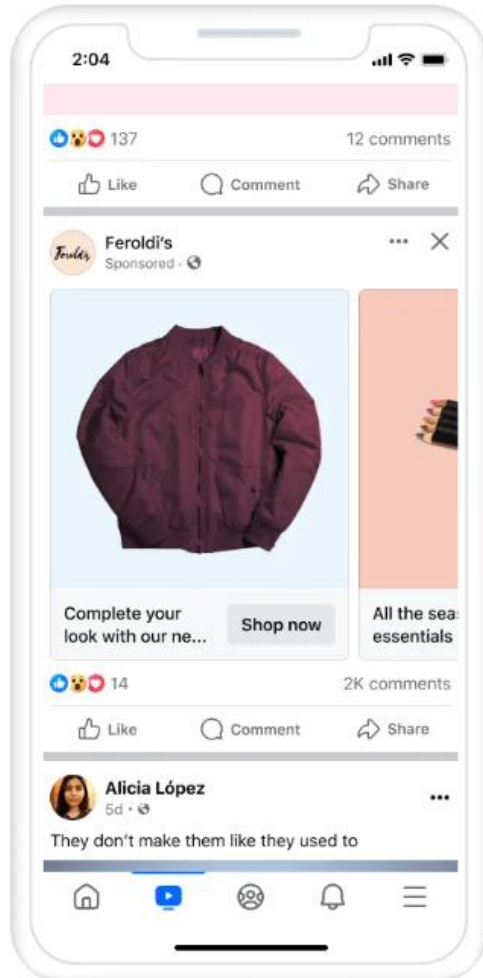 2:04
137 12 comments
Like Comment Share
Feroldi's
Feroldi's
Sponsored ·
Complete your
look with our ne...
Shop now
All the sea
essentials
14 2K comments
Like Comment Share
Alicia López
5d ·
They don't make them like they used to